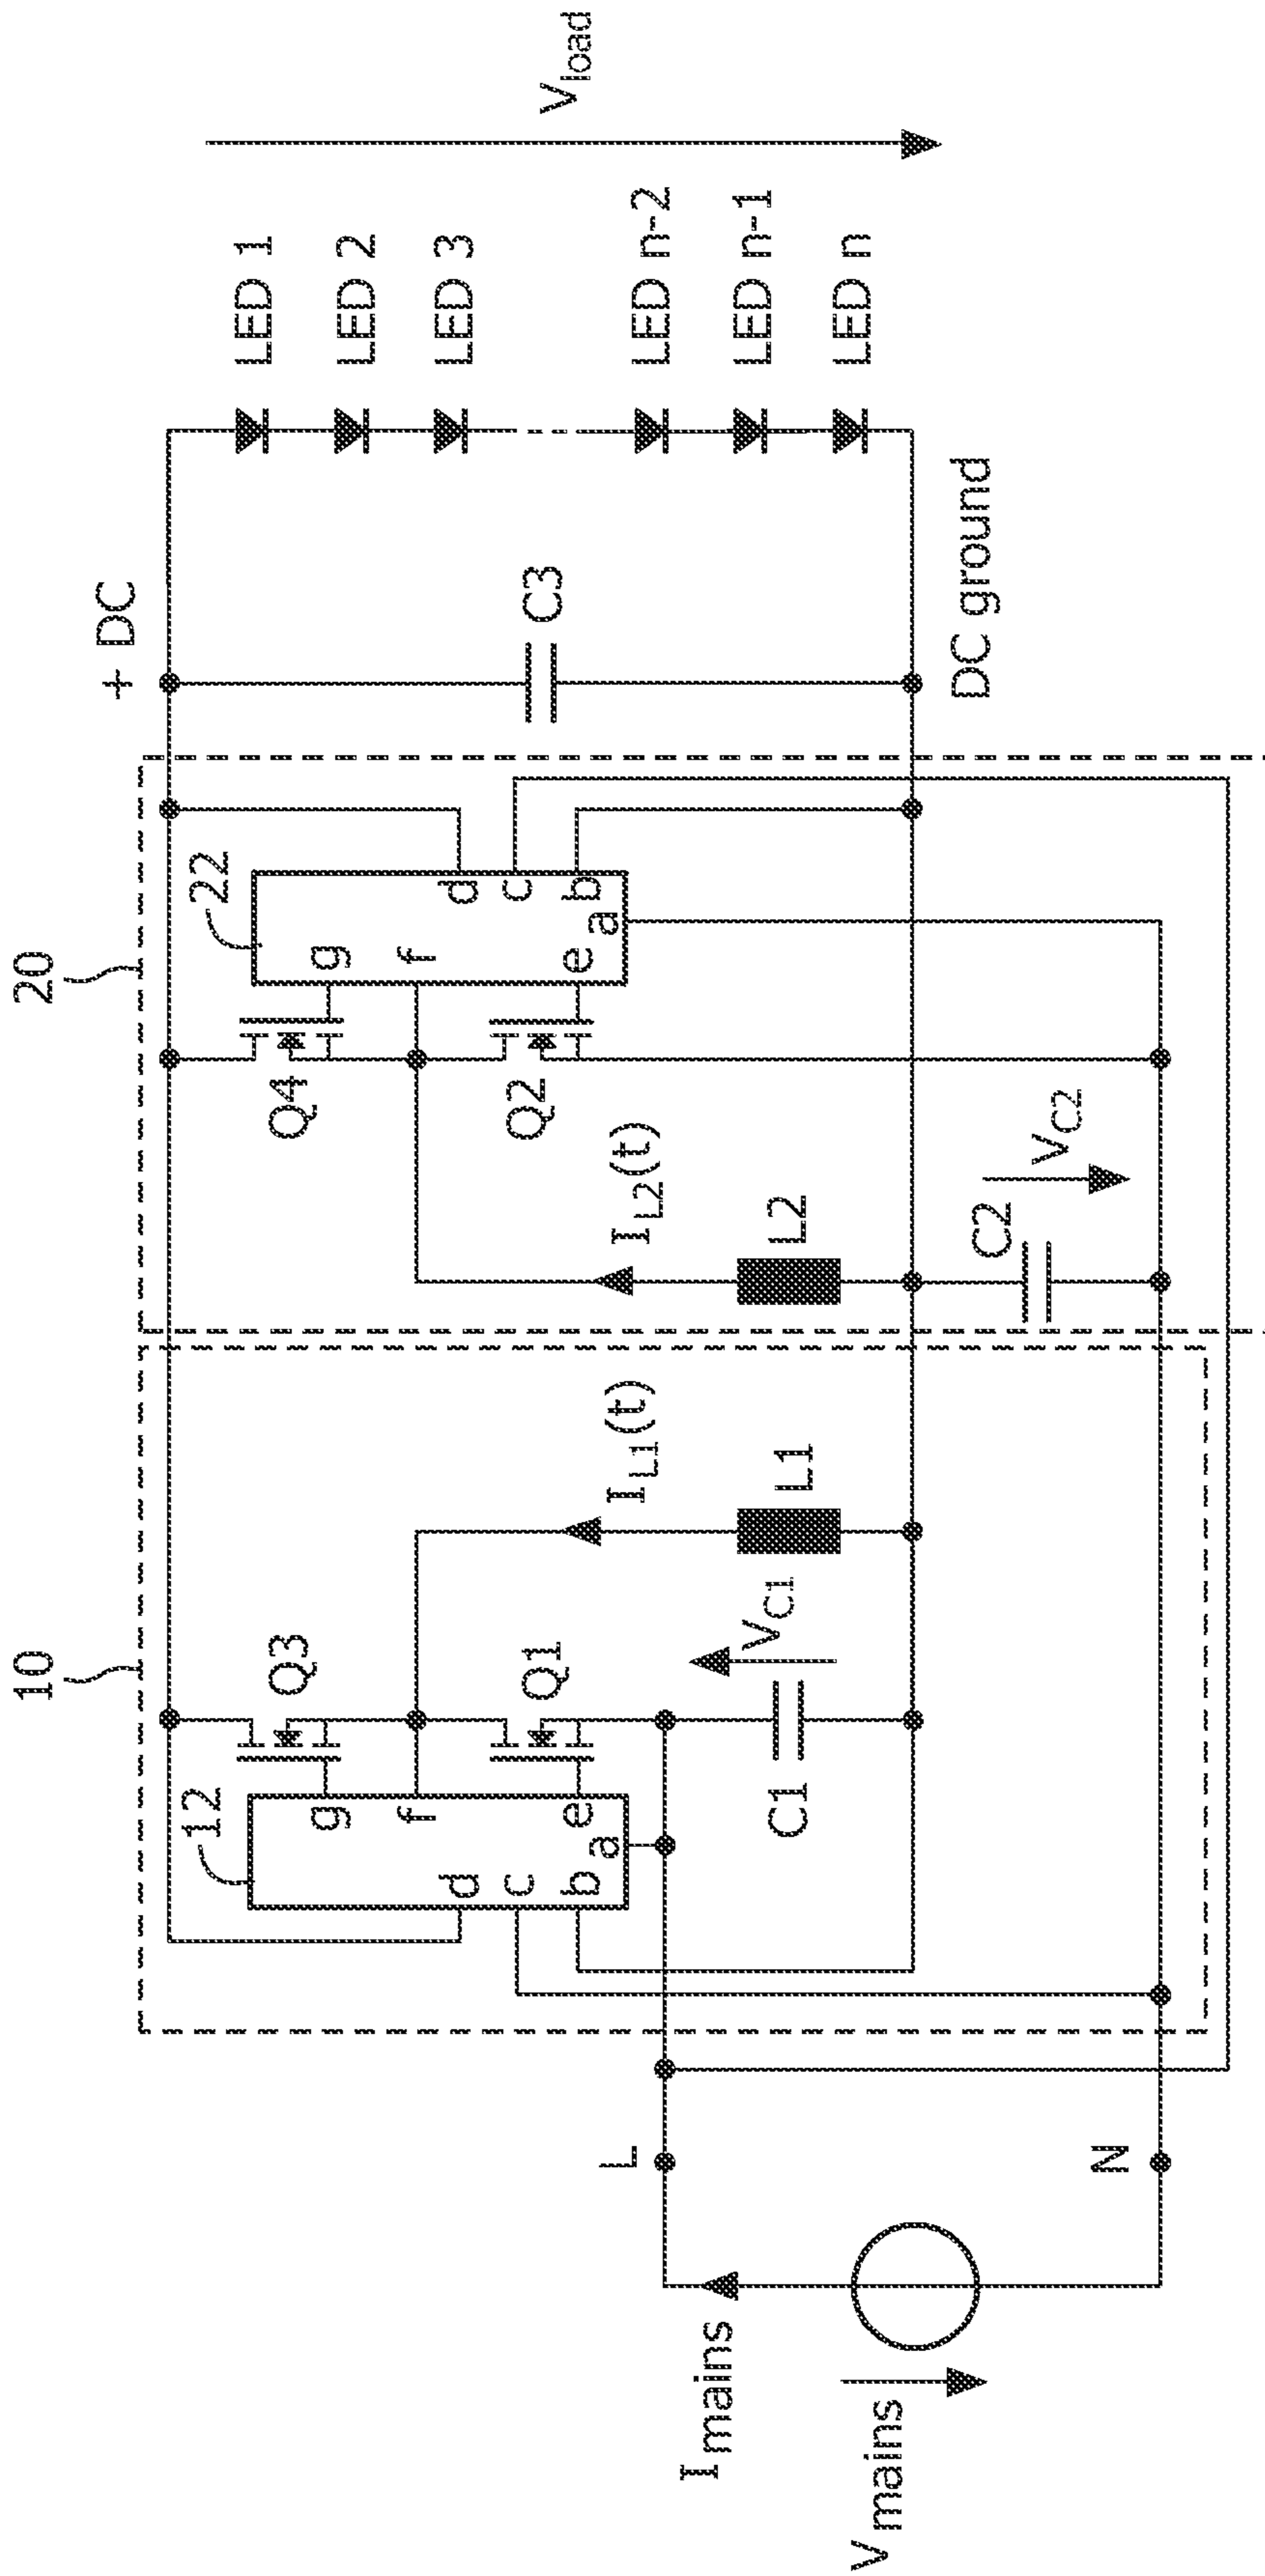 10
20
+ DC
12
22
Q3
Q4
g
f
e
d
c
b
a
g
f
e
d
c
b
a
Q1
Q2
I_L1(t)
I_L2(t)
C3
LED 1
LED 2
LED 3
LED n-2
LED n-1
LED n
V_load
L
I_mains
V_mains
N
C1
V_C1
L1
L2
C2
V_C2
DC ground